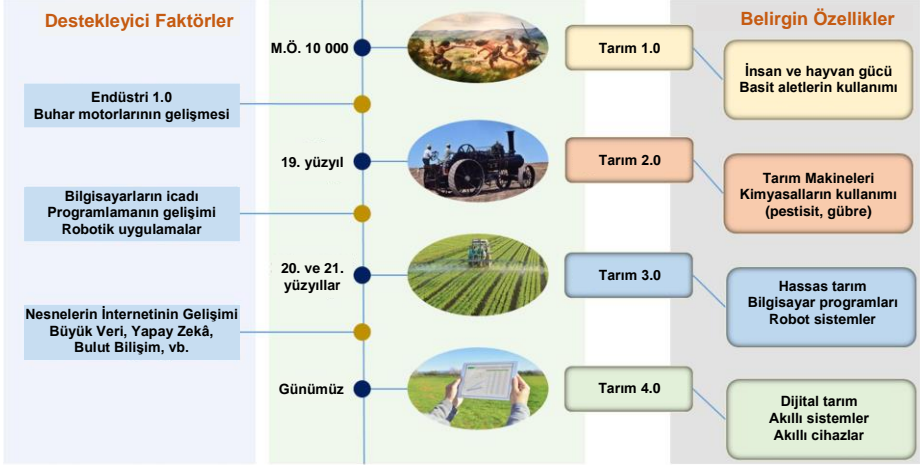 Destekleyici Faktörler
Belirgin Özellikler
M.Ö. 10 000
Tarım 1.0
İnsan ve hayvan gücü
Basit aletlerin kullanımı
Endüstri 1.0
Buhar motorlarının gelişmesi
19. yüzyıl
Tarım 2.0
Tarım Makineleri
Kimyasalların kullanımı
(pestisit, gübre)
Bilgisayarların icadı
Programlamanın gelişimi
Robotik uygulamalar
20. ve 21.
yüzyıllar
Tarım 3.0
Hassas tarım
Bilgisayar programları
Robot sistemler
Nesnelerin İnternetinin Gelişimi
Büyük Veri, Yapay Zekâ,
Bulut Bilişim, vb.
Günümüz
Tarım 4.0
Dijital tarım
Akıllı sistemler
Akıllı cihazlar